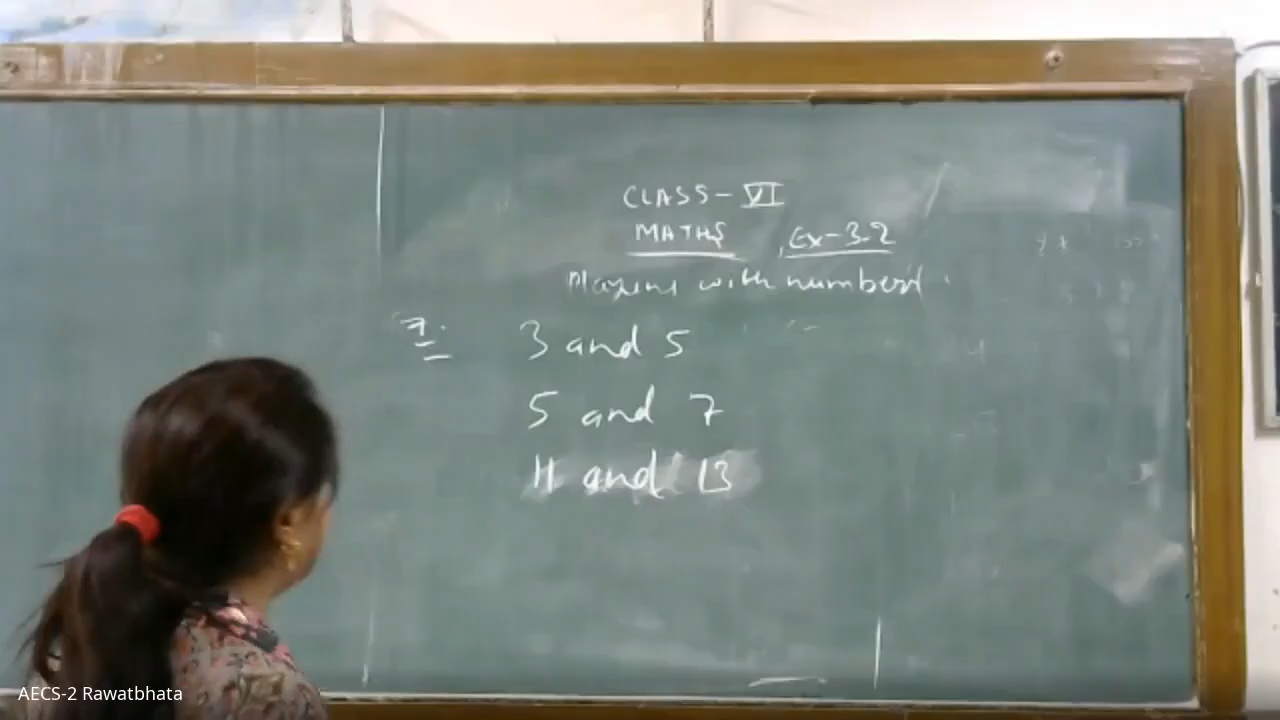 CLASS-VI
MATHS, Ex-3.2
Playing with numbers
7. 3 and 5
5 and 7
11 and 13
AECS-2 Rawatbhata